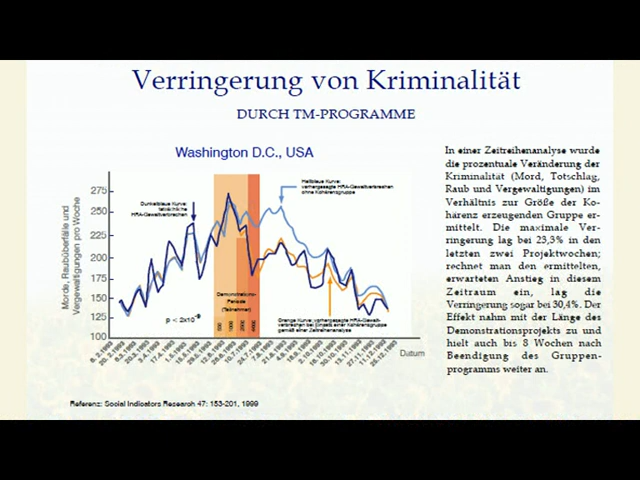 Verringerung von Kriminalität
DURCH TM-PROGRAMME
Washington D.C., USA
Morde, Raubüberfälle und
Vergewaltigungen pro Woche
275
250
225
200
175
150
125
100
Dunkelblaue Kurve:
tatsächliche
HRA-Gewaltverbrechen
Hellblaue Kurve:
vorhergesagte HRA-Gewaltverbrechen
ohne Kohärenzgruppe
Demonstrations-
Periode
(Teilnehmer)
p < 2x10⁻⁹
Orange Kurve: vorhergesagte HRA-Gewalt-
verbrechen bei Einsatz einer Kohärenzgruppe
gemäß einer Zeitreihenanalyse
Datum
In einer Zeitreihenanalyse wurde
die prozentuale Veränderung der
Kriminalität (Mord, Totschlag,
Raub und Vergewaltigungen) im
Verhältnis zur Größe der Ko-
härenz erzeugenden Gruppe er-
mittelt. Die maximale Ver-
ringerung lag bei 23,3% in den
letzten zwei Projektwochen;
rechnet man den ermittelten,
erwarteten Anstieg in diesem
Zeitraum ein, lag die
Verringerung sogar bei 30,4%. Der
Effekt nahm mit der Länge des
Demonstrationsprojekts zu und
hielt auch bis 8 Wochen nach
Beendigung des Gruppen-
programms weiter an.
Referenz: Social Indicators Research 47: 153-201, 1999